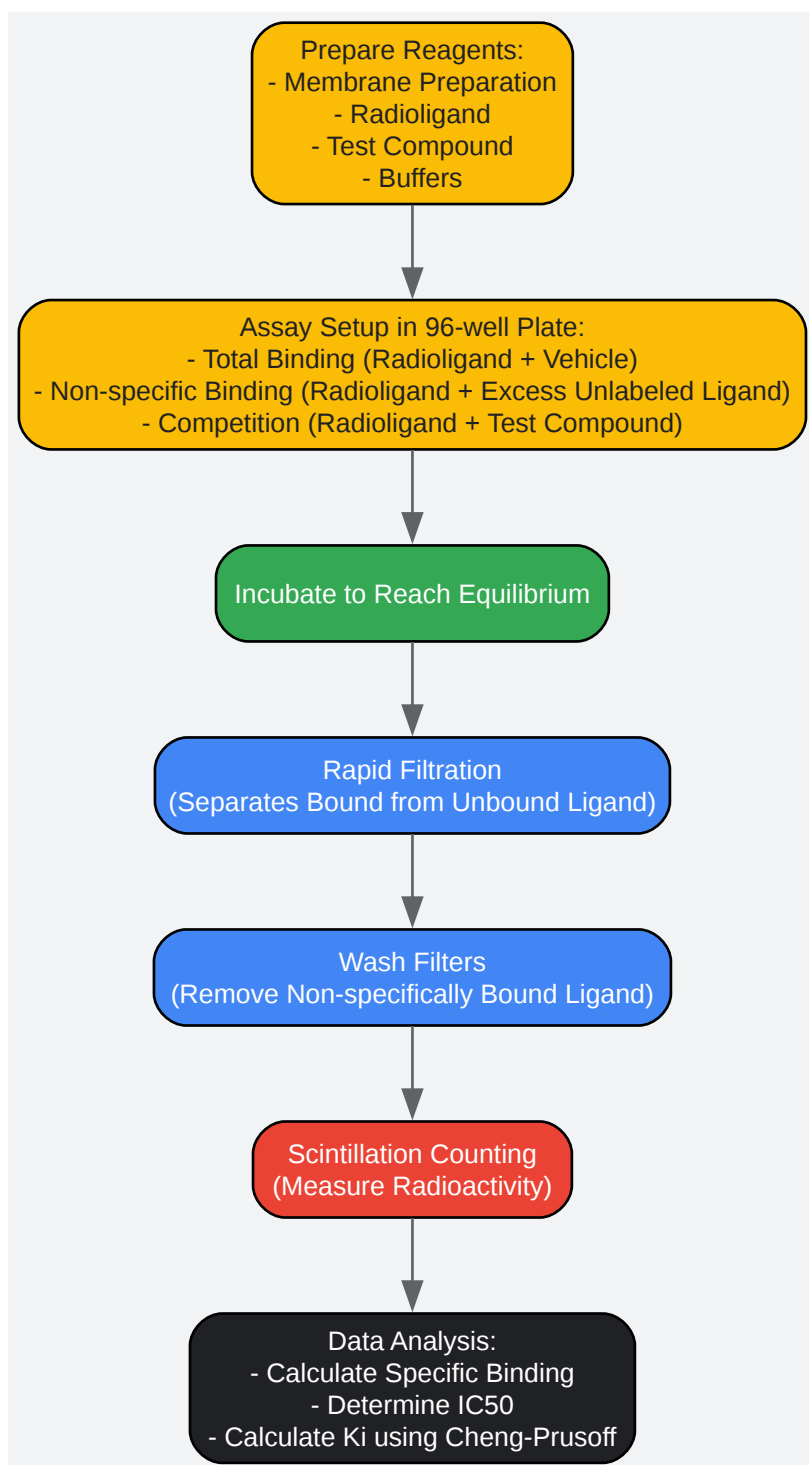 Prepare Reagents:
- Membrane Preparation
- Radioligand
- Test Compound
- Buffers
Assay Setup in 96-well Plate:
- Total Binding (Radioligand + Vehicle)
- Non-specific Binding (Radioligand + Excess Unlabeled Ligand)
- Competition (Radioligand + Test Compound)
Incubate to Reach Equilibrium
Rapid Filtration
(Separates Bound from Unbound Ligand)
Wash Filters
(Remove Non-specifically Bound Ligand)
Scintillation Counting
(Measure Radioactivity)
Data Analysis:
- Calculate Specific Binding
- Determine IC50
- Calculate Ki using Cheng-Prusoff